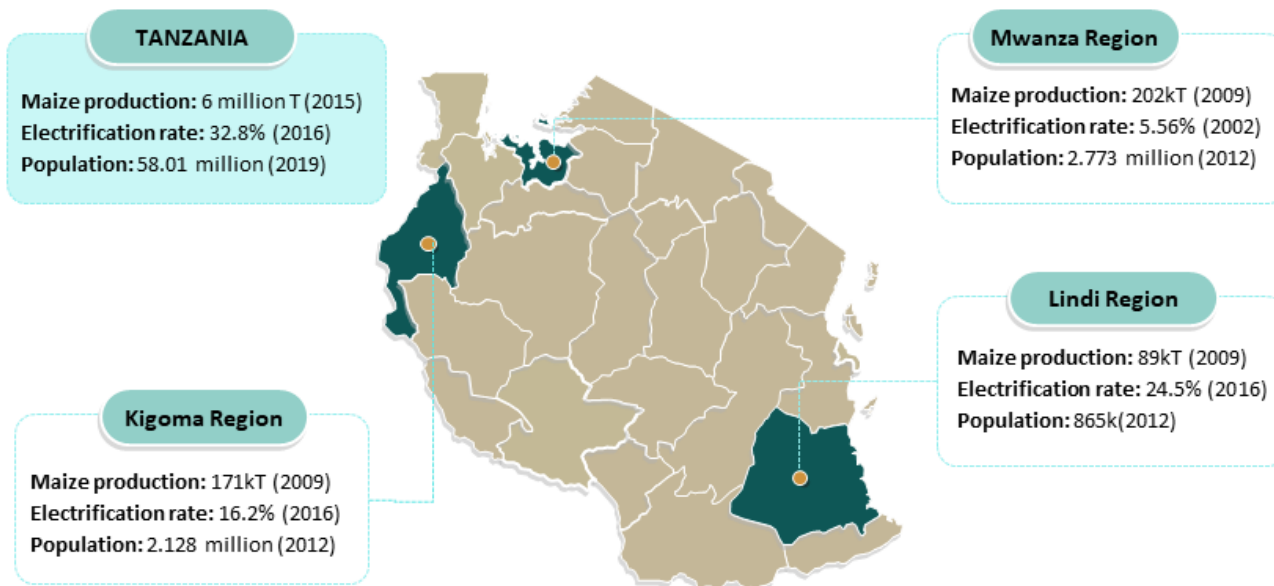 TANZANIA
Maize production: 6 million T (2015)
Electrification rate: 32.8% (2016)
Population: 58.01 million (2019)
Mwanza Region
Maize production: 202kT (2009)
Electrification rate: 5.56% (2002)
Population: 2.773 million (2012)
Lindi Region
Maize production: 89kT (2009)
Electrification rate: 24.5% (2016)
Population: 865k(2012)
Kigoma Region
Maize production: 171kT (2009)
Electrification rate: 16.2% (2016)
Population: 2.128 million (2012)